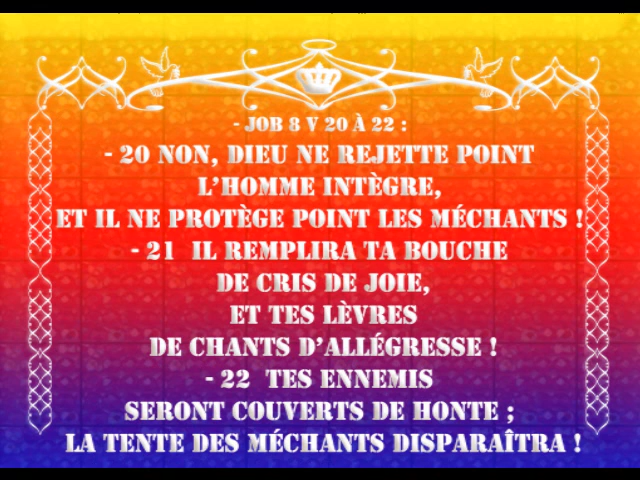 - JOB 8 V 20 À 22 :
- 20 NON, DIEU NE REJETTE POINT
L'HOMME INTÈGRE,
ET IL NE PROTÈGE POINT LES MÉCHANTS !
- 21 IL REMPLIRA TA BOUCHE
DE CRIS DE JOIE,
ET TES LÈVRES
DE CHANTS D'ALLÉGRESSE !
- 22 TES ENNEMIS
SERONT COUVERTS DE HONTE ;
LA TENTE DES MÉCHANTS DISPARAÎTRA !